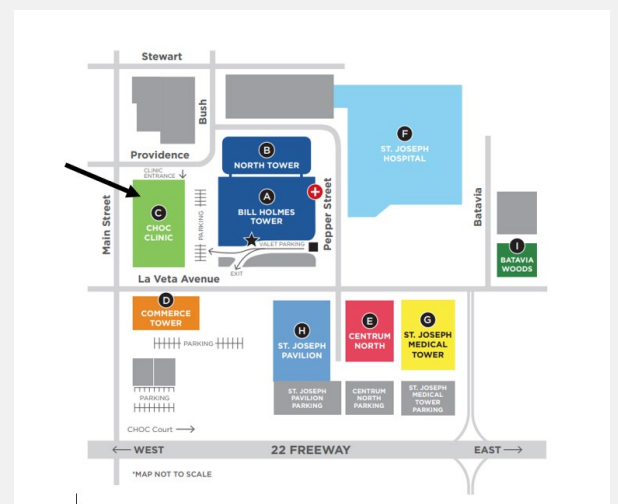 Stewart
Bush
B
NORTH TOWER
F
ST. JOSEPH
HOSPITAL
Providence
CLINIC
ENTRANCE
Main Street
C
CHOC
CLINIC
PARKING
A
BILL HOLMES
TOWER
Pepper Street
Batavia
VALET PARKING
EXIT
I
BATAVIA
WOODS
La Veta Avenue
D
COMMERCE
TOWER
PARKING
PARKING
H
ST. JOSEPH
PAVILION
E
CENTRUM
NORTH
G
ST. JOSEPH
MEDICAL
TOWER
ST. JOSEPH
PAVILION
PARKING
CENTRUM
NORTH
PARKING
ST. JOSEPH
MEDICAL
TOWER
PARKING
CHOC Court
WEST
22 FREEWAY
EAST
*MAP NOT TO SCALE